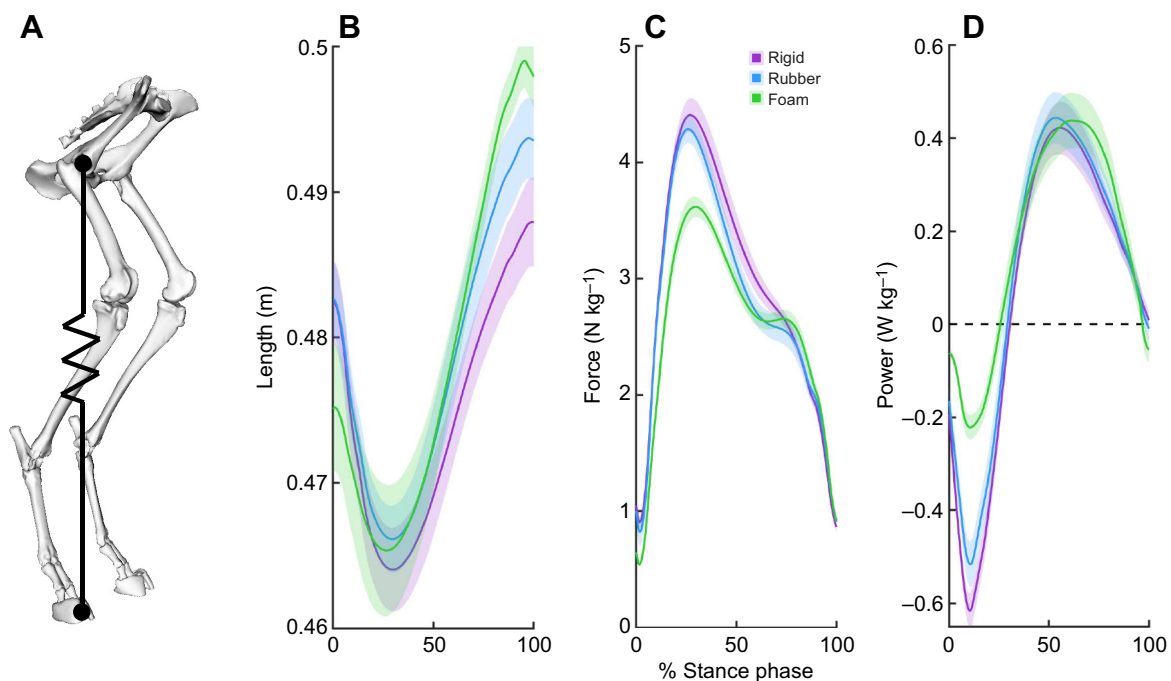 A
B
C
D
Rigid
Rubber
Foam
Length (m)
0.5
0.49
0.48
0.47
0.46
0
50
100
Force (N kg–1)
5
4
3
2
1
0
0
50
100
% Stance phase
Power (W kg–1)
0.6
0.4
0.2
0
–0.2
–0.4
–0.6
0
50
100